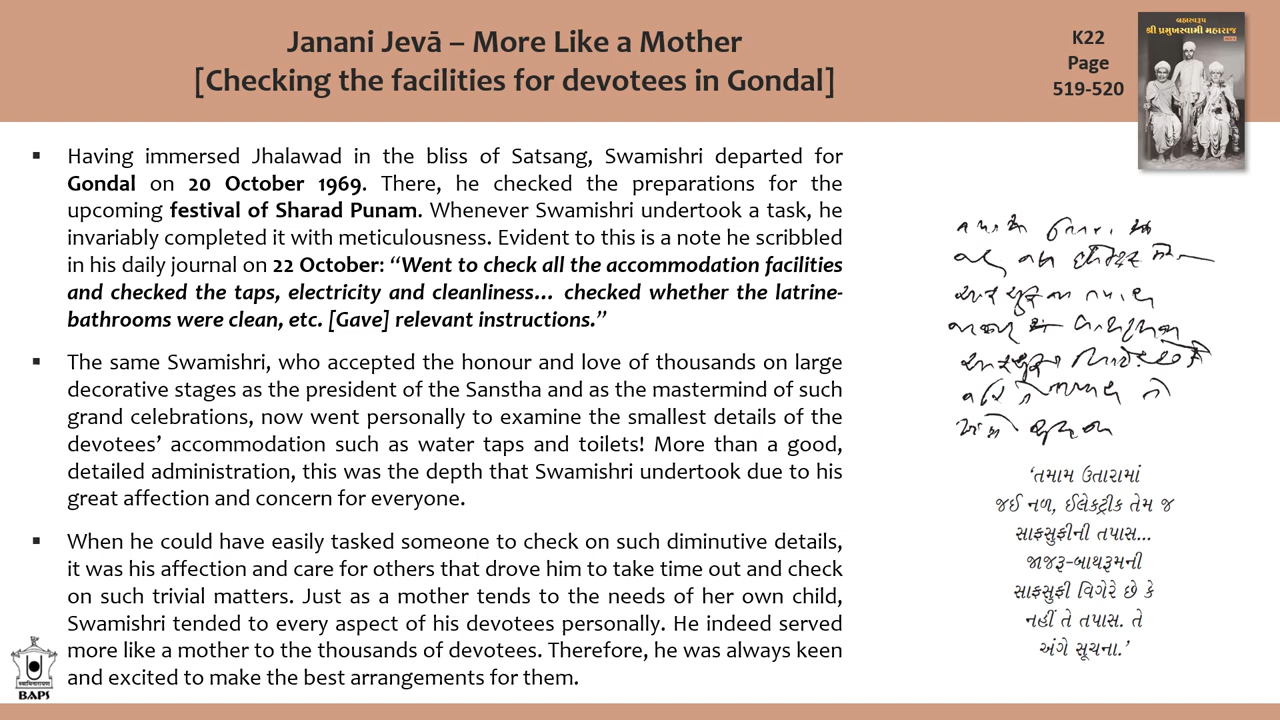 Janani Jevā – More Like a Mother
[Checking the facilities for devotees in Gondal]
K22
Page
519-520
બ્રહ્મસ્વરૂપ
શ્રી પ્રમુખસ્વામી મહારાજ
▪ Having immersed Jhalawad in the bliss of Satsang, Swamishri departed for
Gondal on 20 October 1969. There, he checked the preparations for the
upcoming festival of Sharad Punam. Whenever Swamishri undertook a task, he
invariably completed it with meticulousness. Evident to this is a note he scribbled
in his daily journal on 22 October: “Went to check all the accommodation facilities
and checked the taps, electricity and cleanliness… checked whether the latrine-
bathrooms were clean, etc. [Gave] relevant instructions.”
▪ The same Swamishri, who accepted the honour and love of thousands on large
decorative stages as the president of the Sanstha and as the mastermind of such
grand celebrations, now went personally to examine the smallest details of the
devotees’ accommodation such as water taps and toilets! More than a good,
detailed administration, this was the depth that Swamishri undertook due to his
great affection and concern for everyone.
▪ When he could have easily tasked someone to check on such diminutive details,
it was his affection and care for others that drove him to take time out and check
on such trivial matters. Just as a mother tends to the needs of her own child,
Swamishri tended to every aspect of his devotees personally. He indeed served
more like a mother to the thousands of devotees. Therefore, he was always keen
and excited to make the best arrangements for them.
‘તમામ ઉતારામાં
જઈ નળ, ઈલેક્ટ્રીક તેમ જ
સાફસુફીની તપાસ...
જાજરૂ-બાથરૂમની
સાફસુફી વિગેરે છે કે
નહીં તે તપાસ. તે
અંગે સૂચના.’
BAPS